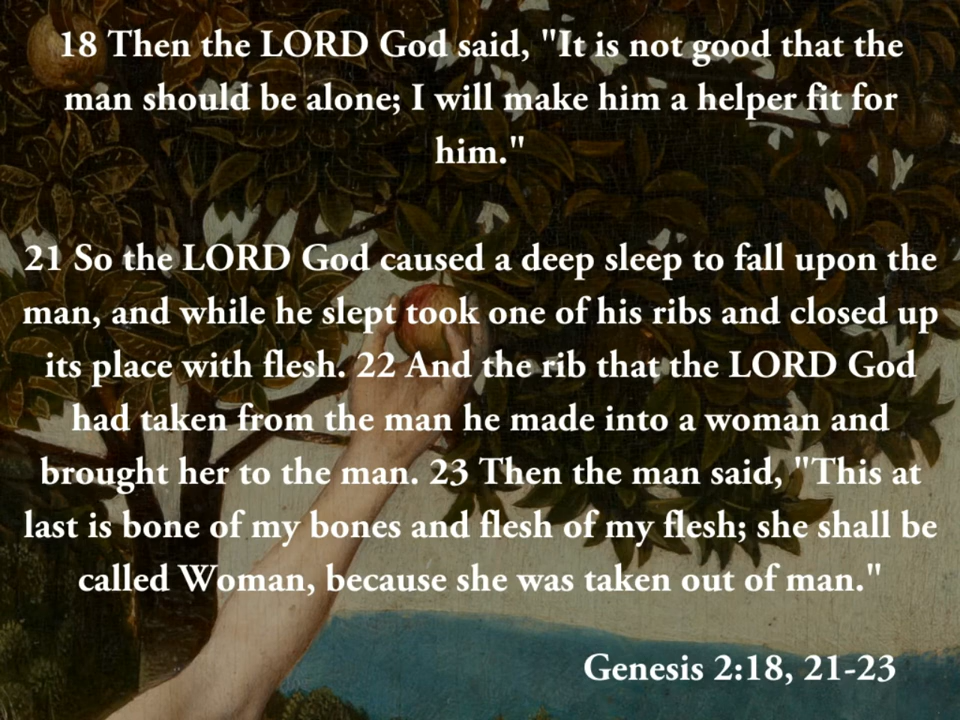 18 Then the LORD God said, "It is not good that the
man should be alone; I will make him a helper fit for
him."
21 So the LORD God caused a deep sleep to fall upon the
man, and while he slept took one of his ribs and closed up
its place with flesh. 22 And the rib that the LORD God
had taken from the man he made into a woman and
brought her to the man. 23 Then the man said, "This at
last is bone of my bones and flesh of my flesh; she shall be
called Woman, because she was taken out of man."
Genesis 2:18, 21-23